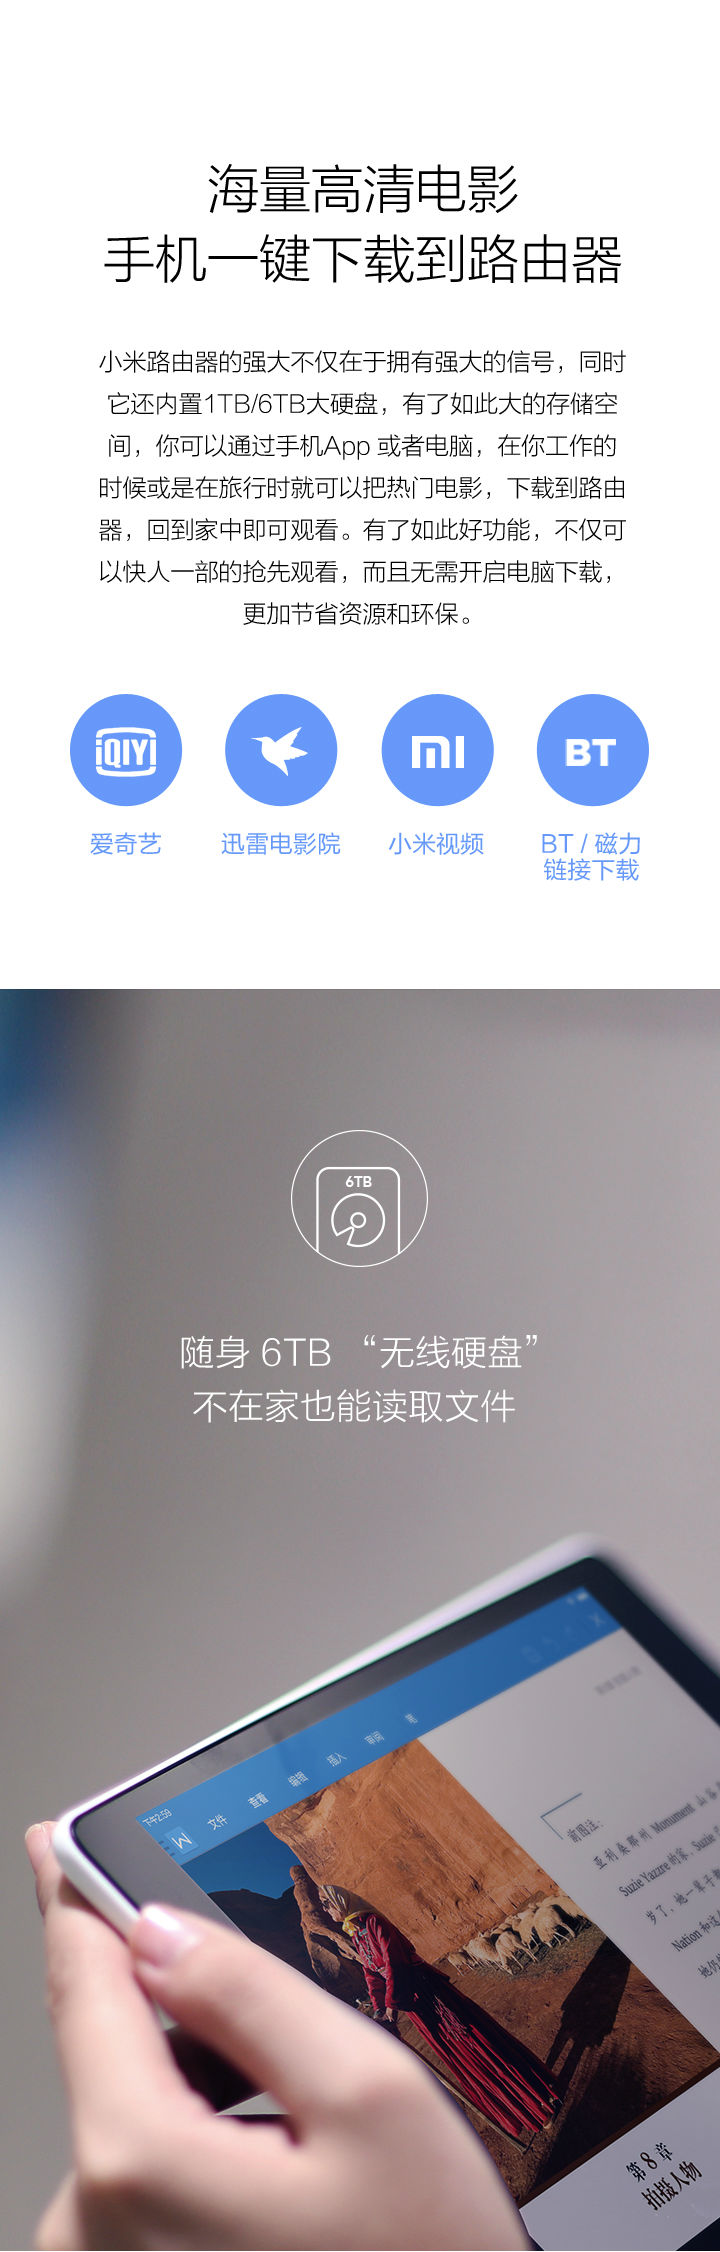 海量高清电影
手机一键下载到路由器
小米路由器的强大不仅在于拥有强大的信号，同时
它还内置1TB/6TB大硬盘，有了如此大的存储空
间，你可以通过手机App 或者电脑，在你工作的
时候或是在旅行时就可以把热门电影，下载到路由
器，回到家中即可观看。有了如此好功能，不仅可
以快人一部的抢先观看，而且无需开启电脑下载，
更加节省资源和环保。
iQIYI
MI
BT
爱奇艺
迅雷电影院
小米视频
BT / 磁力
链接下载
6TB
随身 6TB “无线硬盘”
不在家也能读取文件
下午2:59
W
文件
查看
编辑
插入
审阅
笔
前图注：
亚利桑那州 Monument 山谷
Suzie Yazzre 的家，Suzie
岁了，她一辈子都
Nation 和这
她仍
第 8 章
拍摄人物